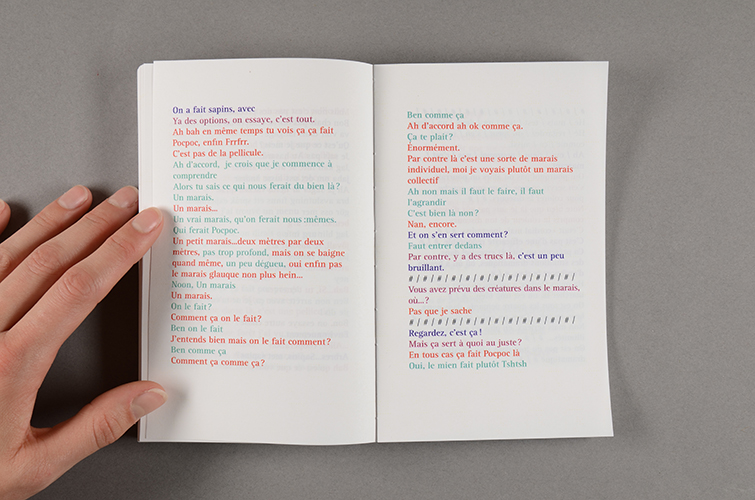 On a fait sapins, avec
Ya des options, on essaye, c'est tout.
Ah bah en même temps tu vois ça ça fait
Pocpoc, enfin Frrfrr.
C'est pas de la pellicule.
Ah d'accord, je crois que je commence à
comprendre
Alors tu sais ce qui nous ferait du bien là ?
Un marais.
Un marais...
Un vrai marais, qu'on ferait nous :mêmes.
Qui ferait Pocpoc.
Un petit marais...deux mètres par deux
mètres, pas trop profond, mais on se baigne
quand même, un peu dégueu, oui enfin pas
le marais glauque non plus hein...
Noon, Un marais
Un marais,
On le fait ?
Comment ça on le fait ?
Ben on le fait
J'entends bien mais on le fait comment ?
Ben comme ça
Comment ça comme ça ?
Ben comme ça
Ah d'accord ah ok comme ça.
Ça te plait ?
Énormément.
Par contre là c'est une sorte de marais
individuel, moi je voyais plutôt un marais
collectif
Ah non mais il faut le faire, il faut
l'agrandir
C'est bien là non ?
Nan, encore.
Et on s'en sert comment ?
Faut entrer dedans
Par contre, y a des trucs là, c'est un peu
bruillant.
# / # / # / # / # / # / # / # / # / # / # / # /
Vous avez prévu des créatures dans le marais,
où...?
Pas que je sache
# / # / # / # / # / # / # / # / # / # / # / # /
Regardez, c'est ça !
Mais ça sert à quoi au juste ?
En tous cas ça fait Pocpoc là
Oui, le mien fait plutôt Tshtsh